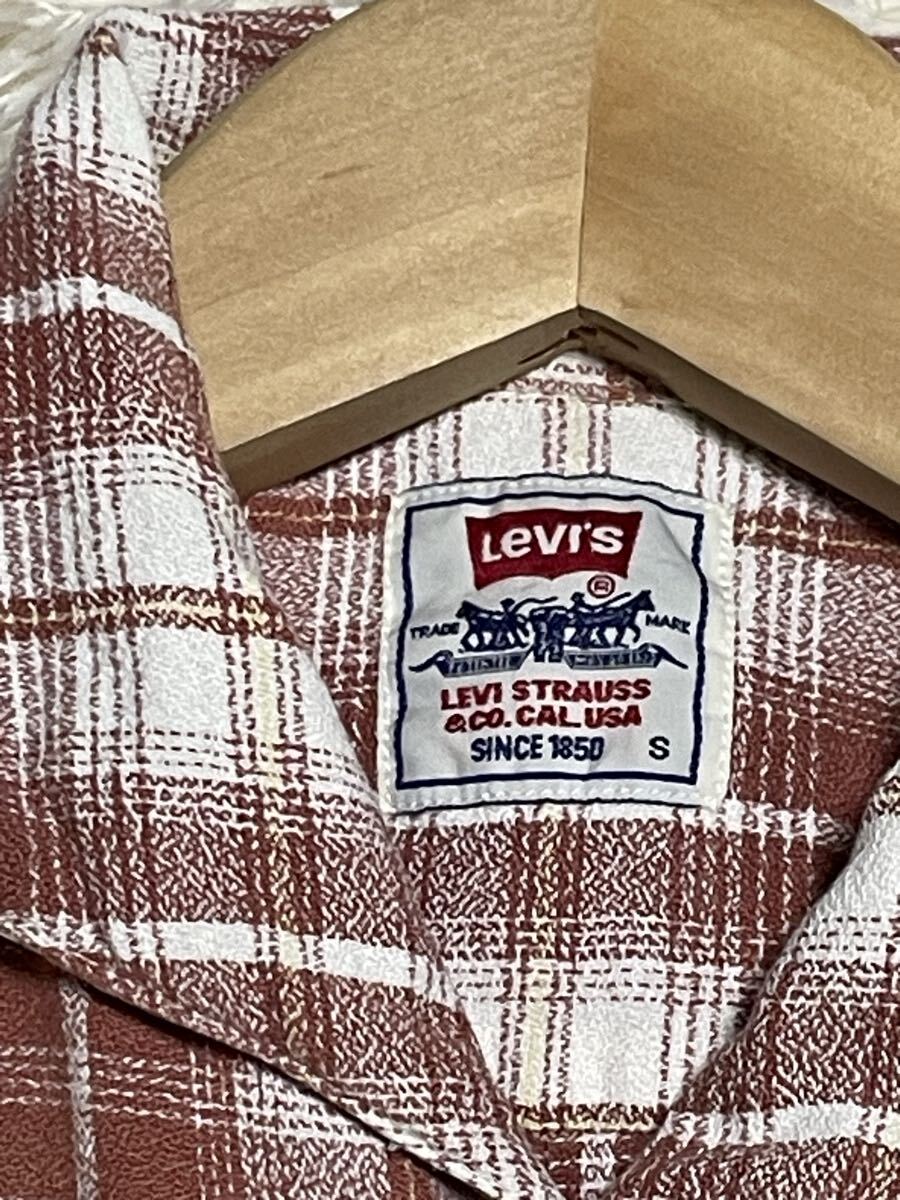 Levi's
®
TRADE MARK
LEVI STRAUSS
&CO. CAL. USA
SINCE 1850 S